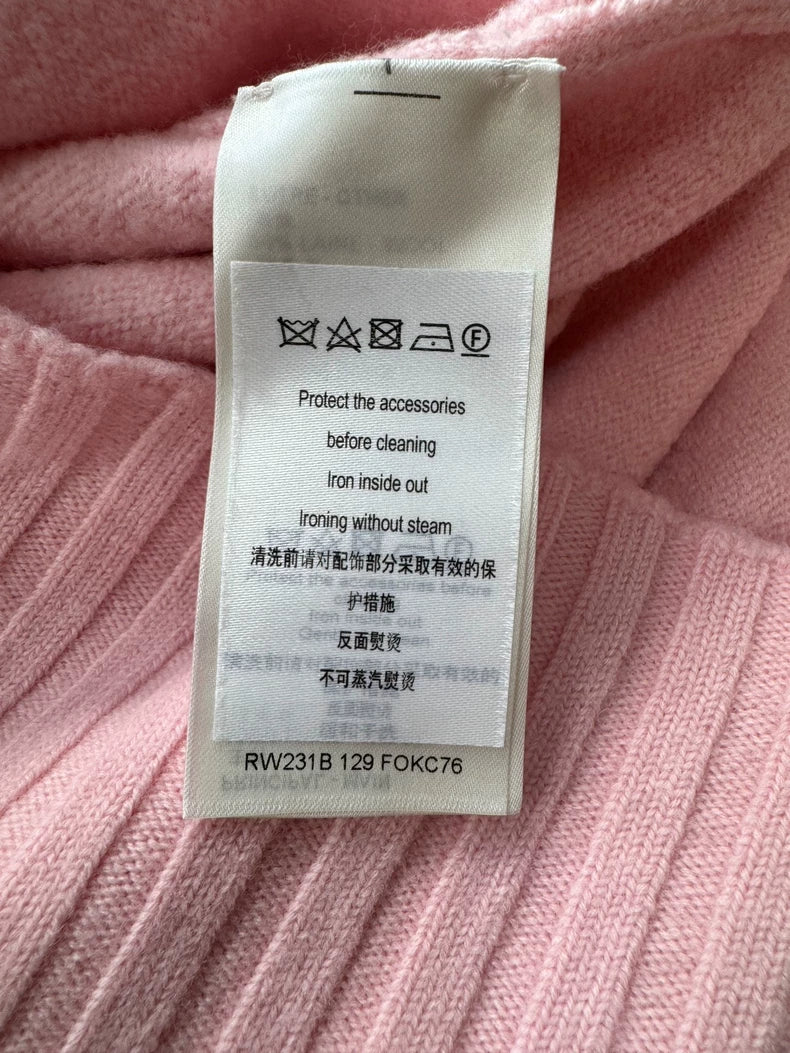 F
Protect the accessories
before cleaning
Iron inside out
Ironing without steam
清洗前请对配饰部分采取有效的保
护措施
反面熨烫
不可蒸汽熨烫
RW231B 129 FOKC76